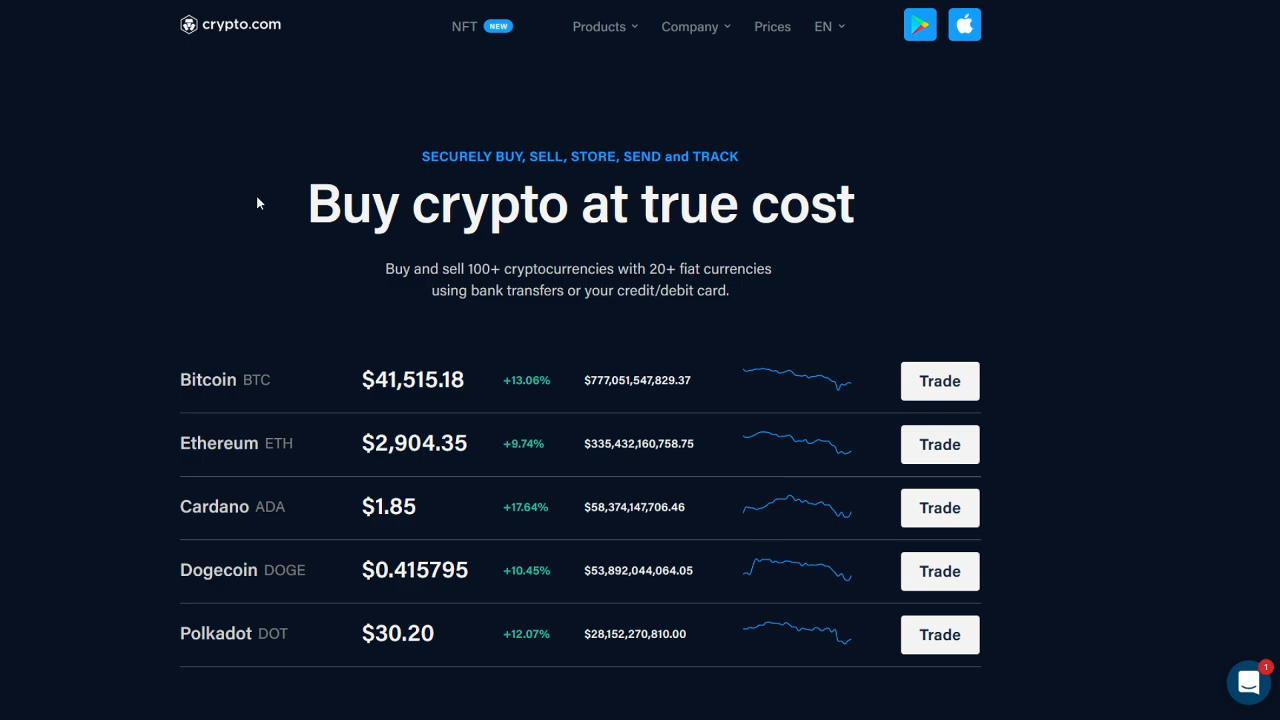 crypto.com NFT NEW Products Company Prices EN
SECURELY BUY, SELL, STORE, SEND and TRACK
Buy crypto at true cost
Buy and sell 100+ cryptocurrencies with 20+ fiat currencies
using bank transfers or your credit/debit card.
Bitcoin BTC $41,515.18 +13.06% $777,051,547,829.37 Trade
Ethereum ETH $2,904.35 +9.74% $335,432,160,758.75 Trade
Cardano ADA $1.85 +17.64% $58,374,147,706.46 Trade
Dogecoin DOGE $0.415795 +10.45% $53,892,044,064.05 Trade
Polkadot DOT $30.20 +12.07% $28,152,270,810.00 Trade
1